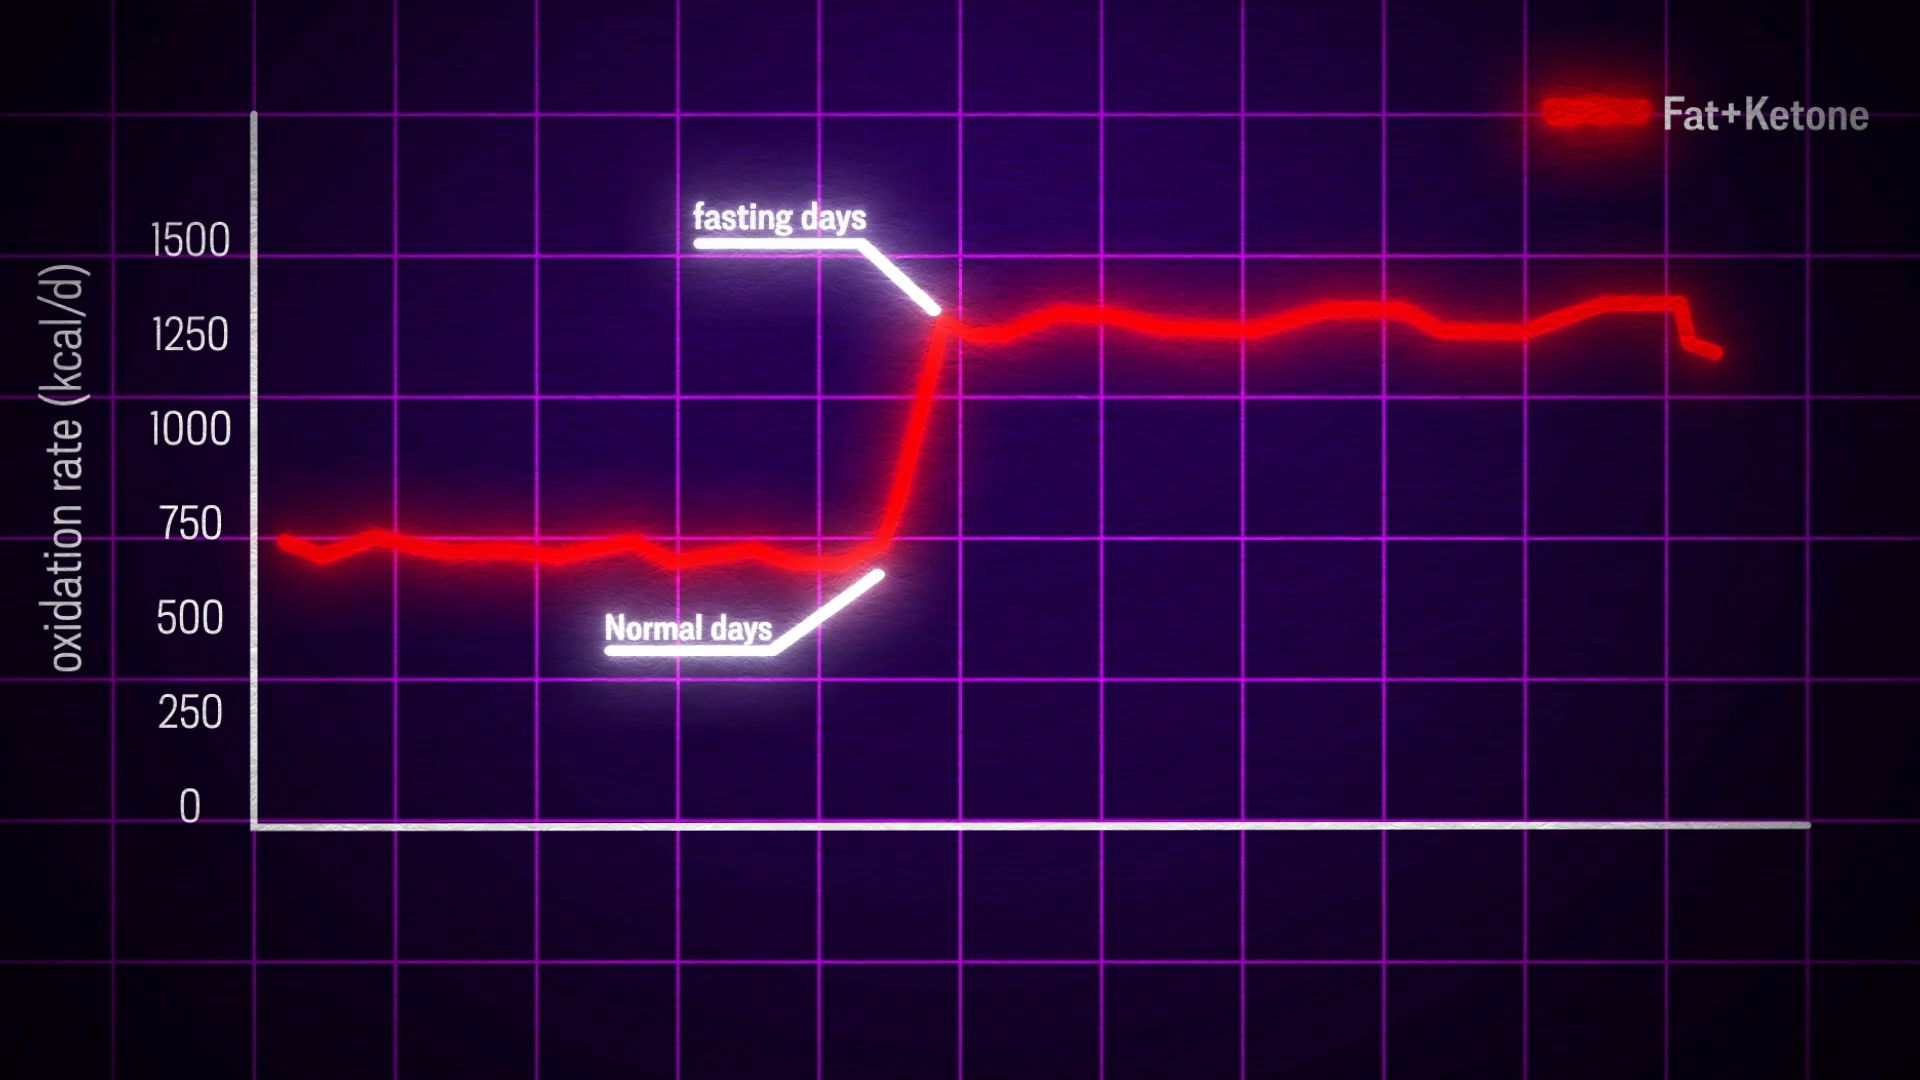 Fat+Ketone
fasting days
1500
1250
1000
750
500
250
0
oxidation rate (kcal/d)
Normal days